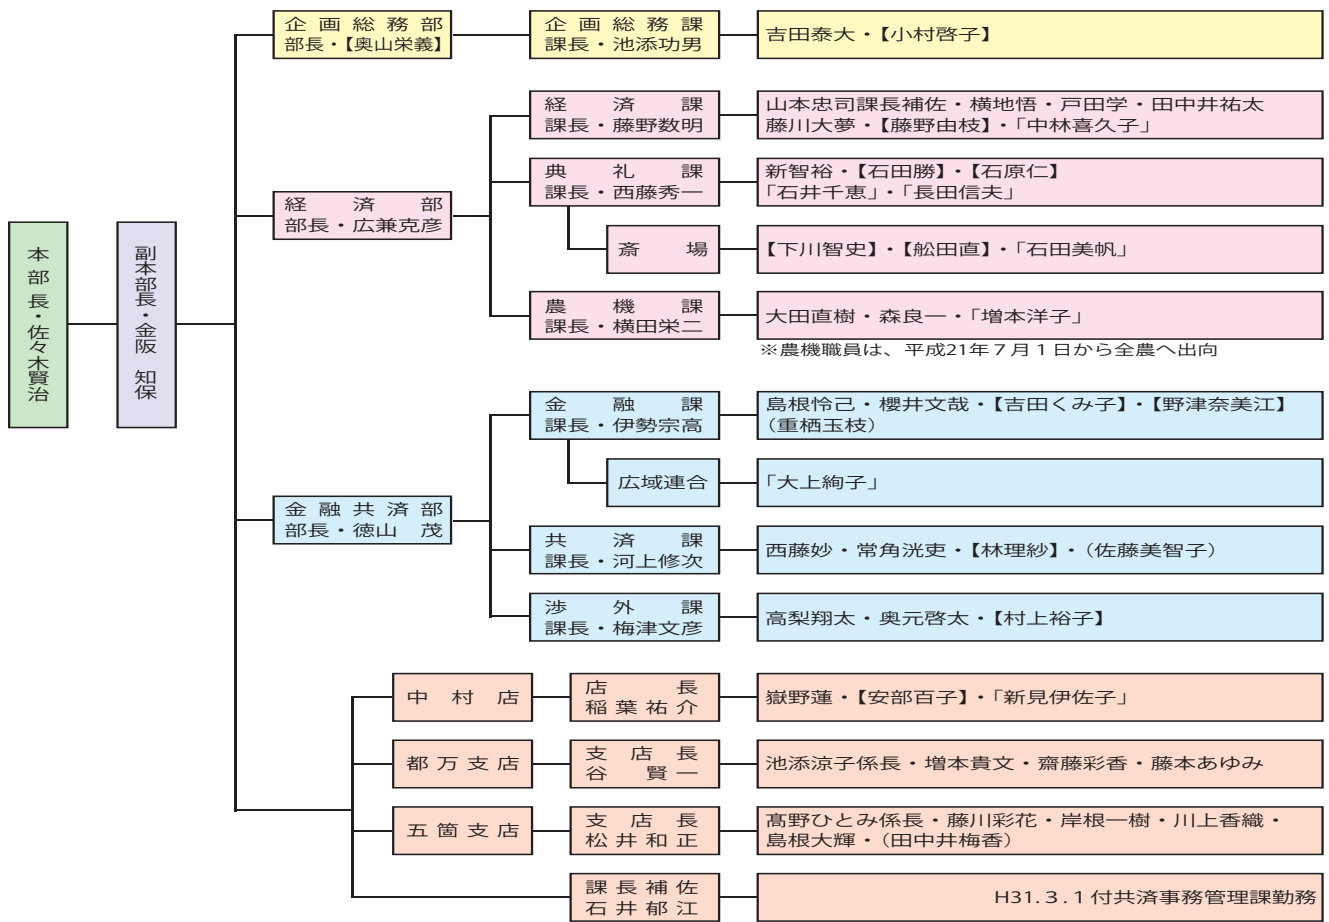 本部長・佐々木賢治
副本部長・金阪　知保
企画総務部
部長・【奥山栄義】
企画総務課
課長・池添功男
吉田泰大・【小村啓子】
経済部
部長・広兼克彦
経済課
課長・藤野数明
山本忠司課長補佐・横地悟・戸田学・田中井祐太
藤川大夢・【藤野由枝】・「中林喜久子」
典礼課
課長・西藤秀一
新智裕・【石田勝】・【石原仁】
「石井千恵」・「長田信夫」
斎場
【下川智史】・【舩田直】・「石田美帆」
農機課
課長・横田栄二
大田直樹・森良一・「増本洋子」
※農機職員は、平成21年７月１日から全農へ出向
金融共済部
部長・徳山　茂
金融課
課長・伊勢宗高
島根怜己・櫻井文哉・【吉田くみ子】・【野津奈美江】
（重栖玉枝）
広域連合
「大上絢子」
共済課
課長・河上修次
西藤妙・常角洸吏・【林理紗】・（佐藤美智子）
渉外課
課長・梅津文彦
高梨翔太・奥元啓太・【村上裕子】
中村店
店長
稲葉祐介
嶽野蓮・【安部百子】・「新見伊佐子」
都万支店
支店長
谷　賢一
池添涼子係長・増本貴文・齋藤彩香・藤本あゆみ
五箇支店
支店長
松井和正
髙野ひとみ係長・藤川彩花・岸根一樹・川上香織・
島根大輝・（田中井梅香）
課長補佐
石井郁江
H31.３.１付共済事務管理課勤務